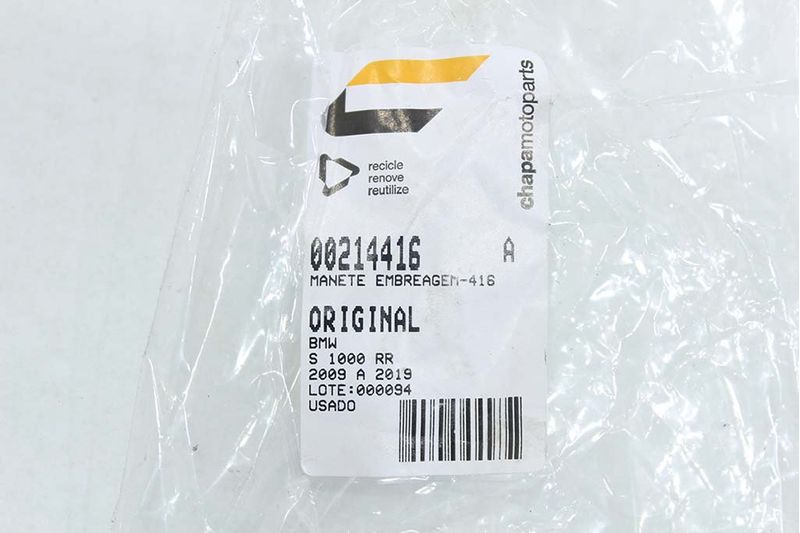 chapamotoparts
recicle
renove
reutilize
00214416 A
MANETE EMBREAGEM-416
ORIGINAL
BMW
S 1000 RR
2009 A 2019
LOTE:000094
USADO